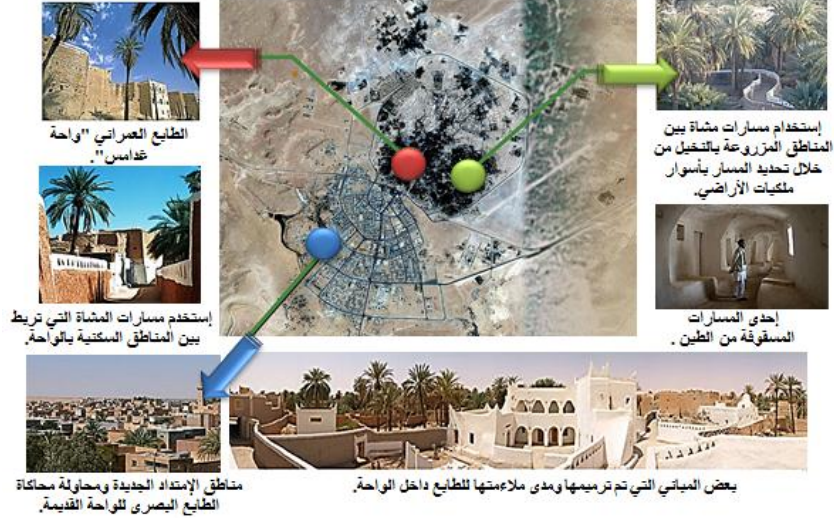 الطابع العمراني "واحة
غدامس".
إستخدام مسارات مشاة بين
المناطق المزروعة بالنخيل من
خلال تحديد المسار بأسوار
ملكيات الأراضي.
إستخدم مسارات المشاة التي تربط
بين المناطق السكنية بالواحة.
إحدى المسارات
المسقوفة من الطين .
مناطق الإمتداد الجديدة ومحاولة محاكاة
الطابع البصري للواحة القديمة.
بعض المباني التي تم ترميمها ومدى ملاءمتها للطابع داخل الواحة.